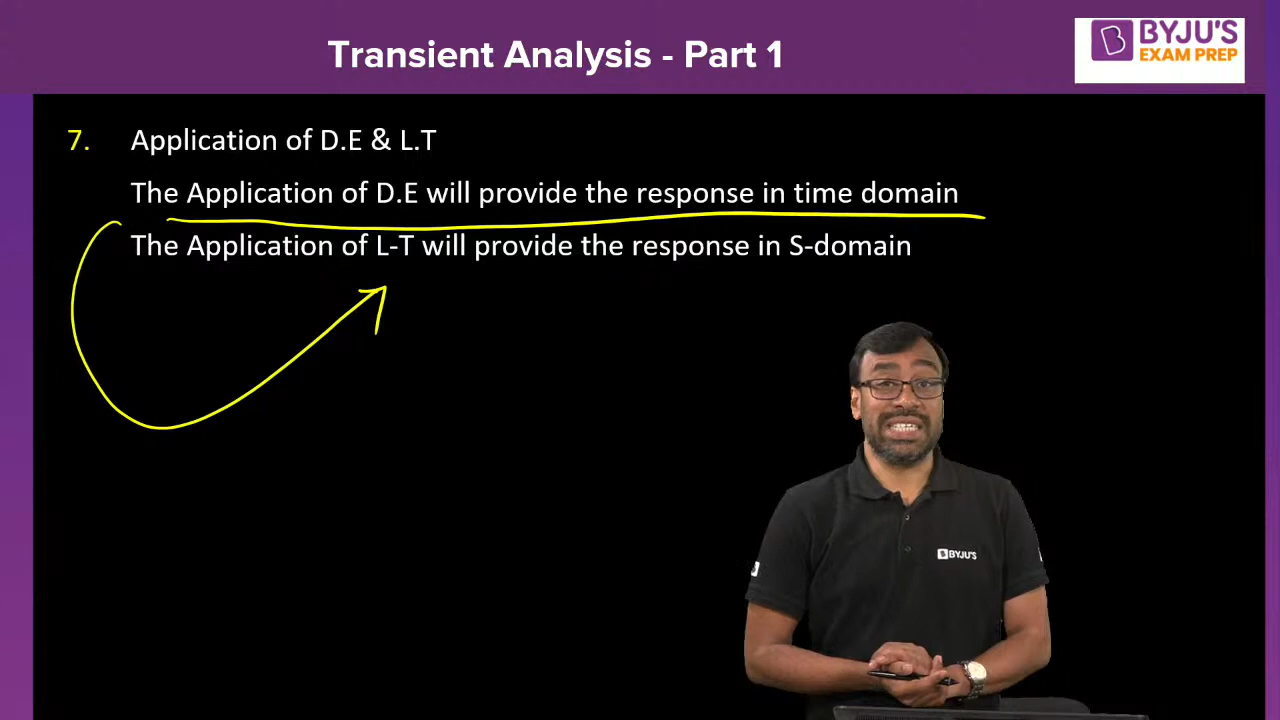 Transient Analysis - Part 1
BYJU'S
EXAM PREP
7. Application of D.E & L.T
The Application of D.E will provide the response in time domain
The Application of L-T will provide the response in S-domain
BYJU'S